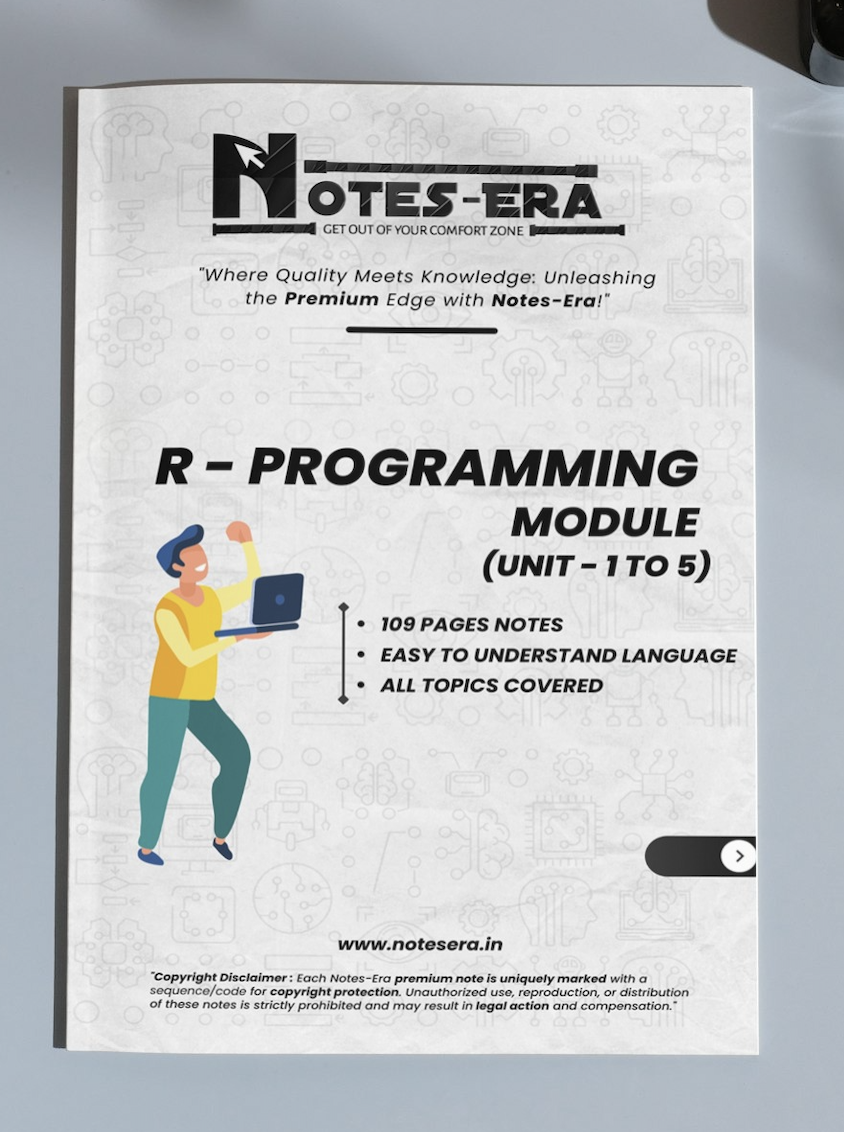 NOTES-ERA
GET OUT OF YOUR COMFORT ZONE
"Where Quality Meets Knowledge: Unleashing
the Premium Edge with Notes-Era!"
R - PROGRAMMING
MODULE
(UNIT - 1 TO 5)
• 109 PAGES NOTES
• EASY TO UNDERSTAND LANGUAGE
• ALL TOPICS COVERED
www.notesera.in
"Copyright Disclaimer : Each Notes-Era premium note is uniquely marked with a
sequence/code for copyright protection. Unauthorized use, reproduction, or distribution
of these notes is strictly prohibited and may result in legal action and compensation."